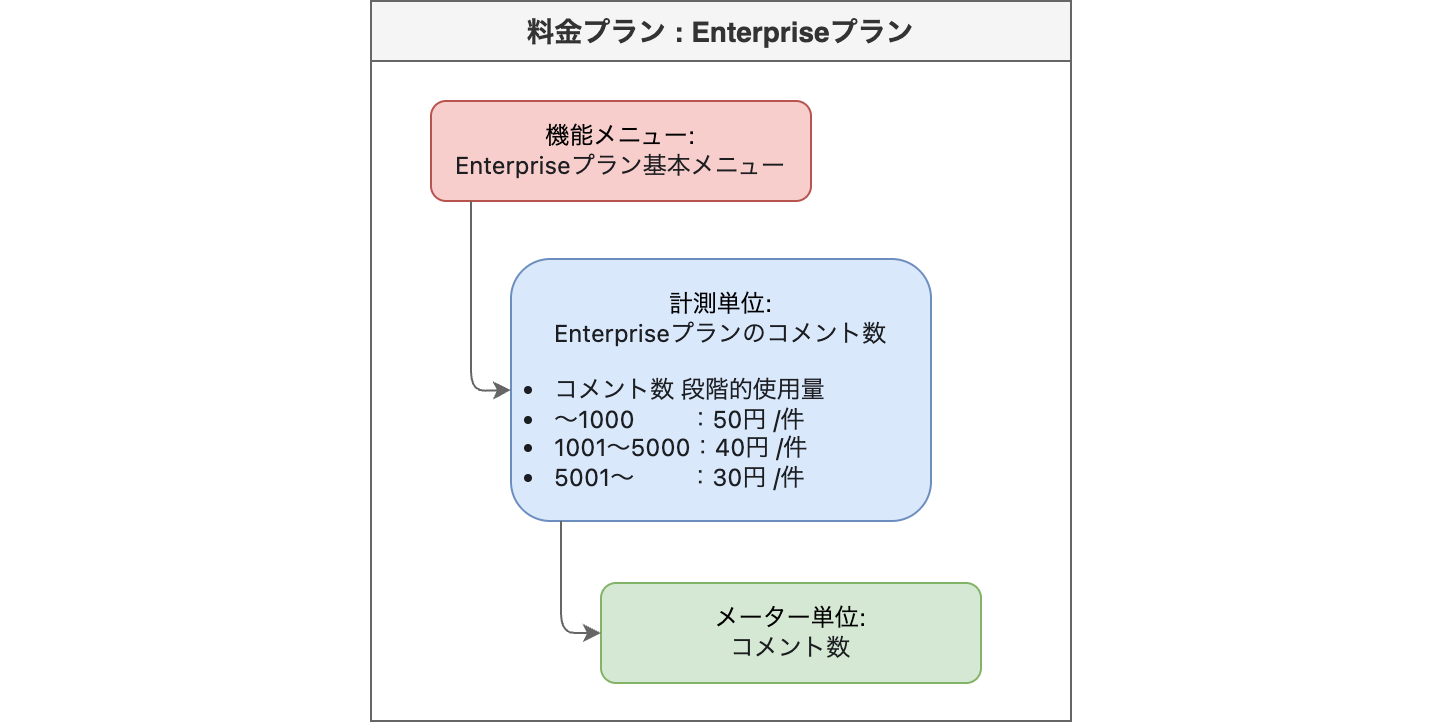 料金プラン : Enterpriseプラン
機能メニュー:
Enterpriseプラン基本メニュー
計測単位:
Enterpriseプランのコメント数
• コメント数 段階的使用量
• 〜1000 : 50円 /件
• 1001〜5000 : 40円 /件
• 5001〜 : 30円 /件
メーター単位:
コメント数